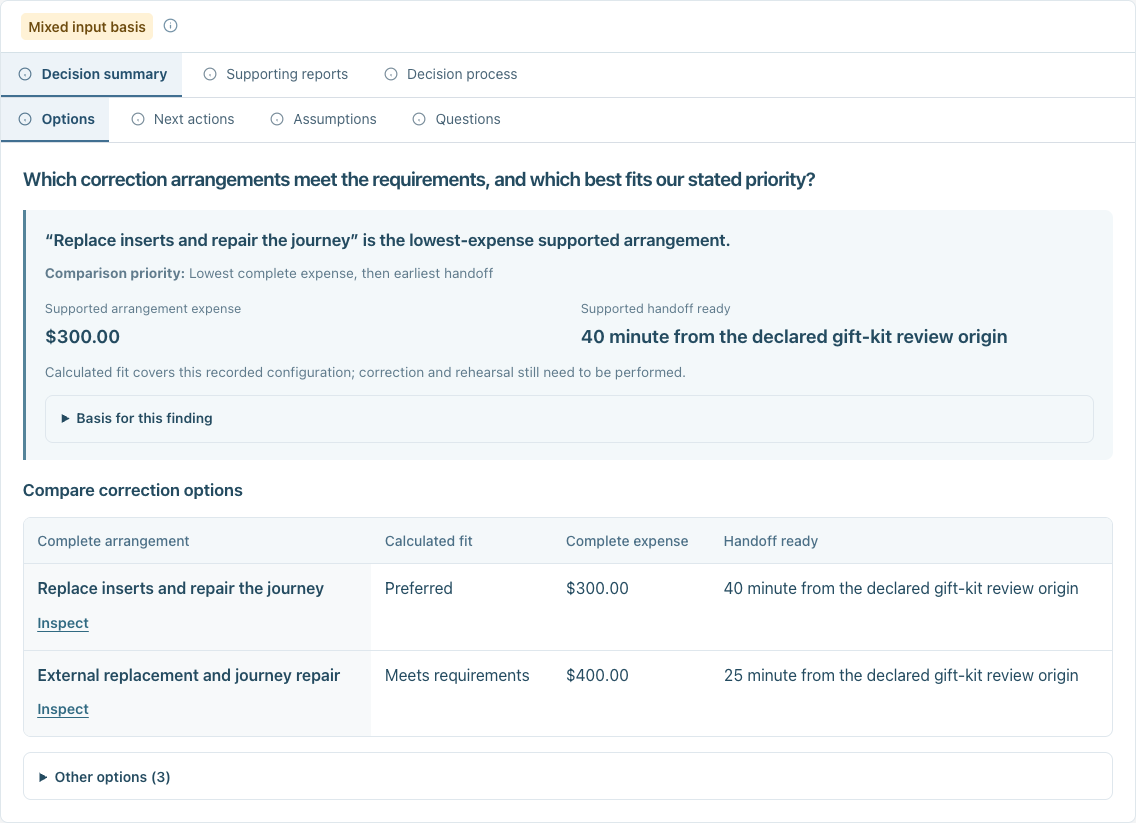 Mixed input basis
Decision summary
Supporting reports
Decision process
Options
Next actions
Assumptions
Questions
Which correction arrangements meet the requirements, and which best fits our stated priority?
“Replace inserts and repair the journey” is the lowest-expense supported arrangement.
Comparison priority: Lowest complete expense, then earliest handoff
Supported arrangement expense
$300.00
Supported handoff ready
40 minute from the declared gift-kit review origin
Calculated fit covers this recorded configuration; correction and rehearsal still need to be performed.
Basis for this finding
Compare correction options
Complete arrangement
Calculated fit
Complete expense
Handoff ready
Replace inserts and repair the journey
Inspect
Preferred
$300.00
40 minute from the declared gift-kit review origin
External replacement and journey repair
Inspect
Meets requirements
$400.00
25 minute from the declared gift-kit review origin
Other options (3)